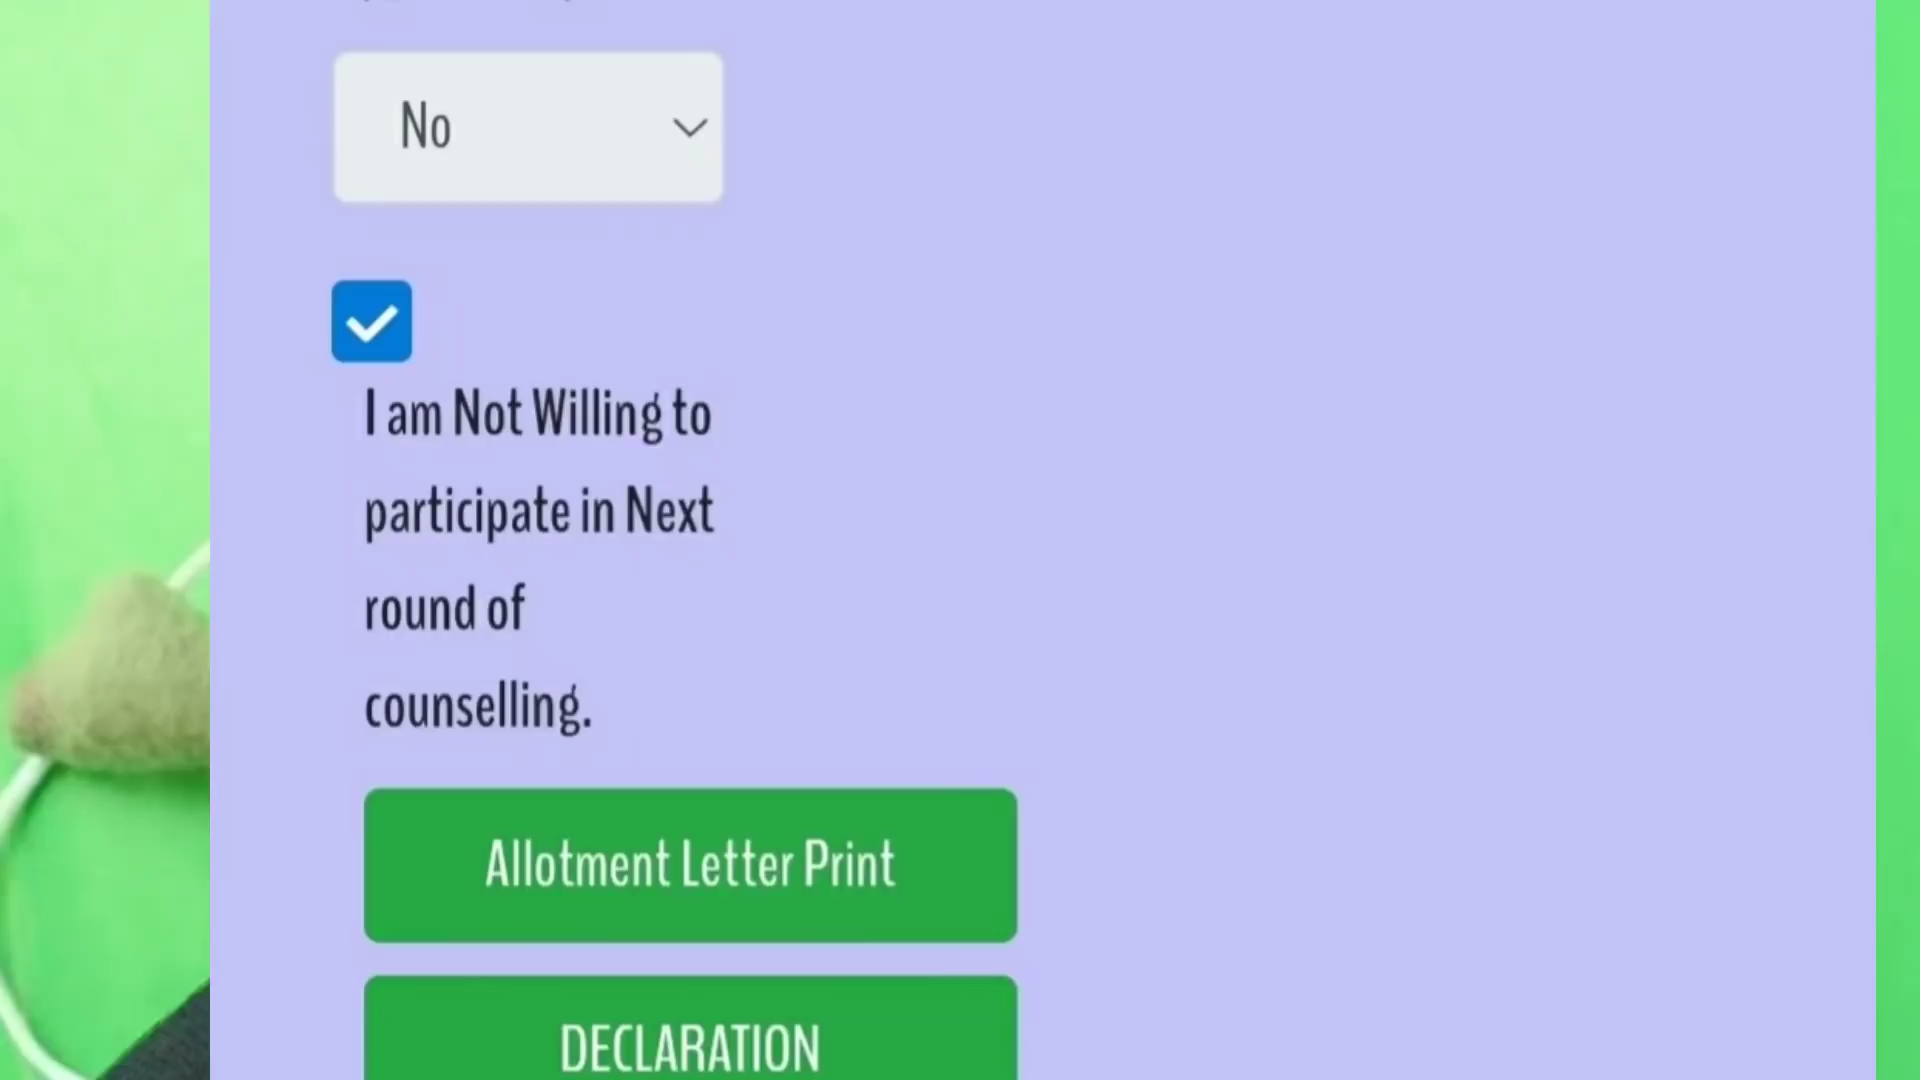 No
I am Not Willing to
participate in Next
round of
counselling.
Allotment Letter Print
DECLARATION